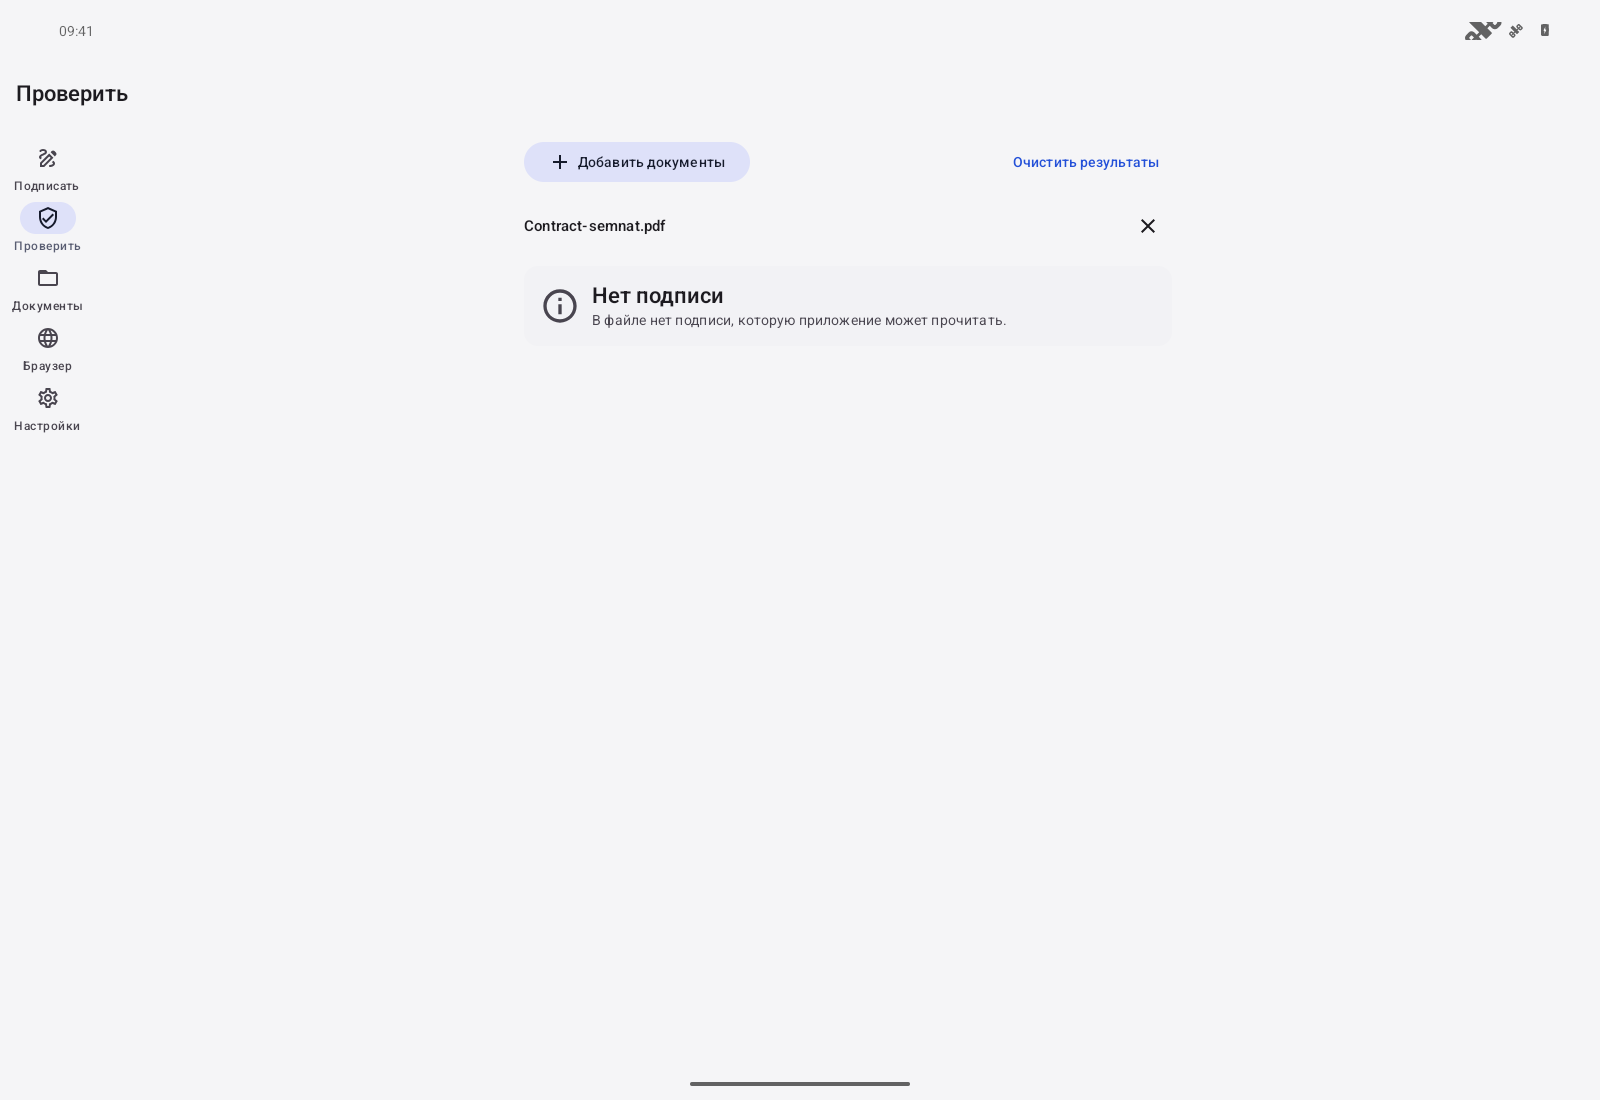 09:41
Проверить
Подписать
Проверить
Документы
Браузер
Настройки
Добавить документы
Очистить результаты
Contract-semnat.pdf
Нет подписи
В файле нет подписи, которую приложение может прочитать.